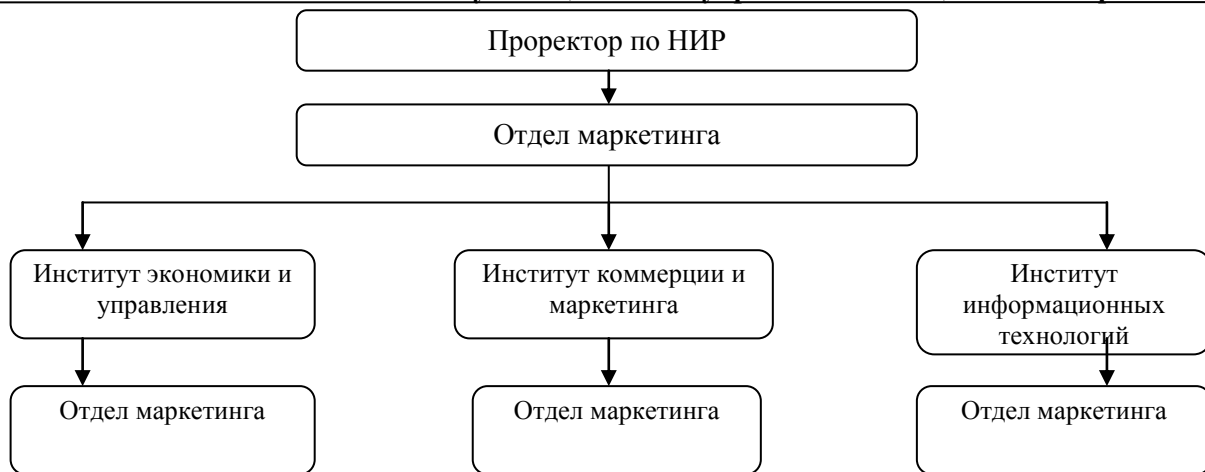 Проректор по НИР
Отдел маркетинга
Институт экономики и
управления
Институт коммерции и
маркетинга
Институт
информационных
технологий
Отдел маркетинга
Отдел маркетинга
Отдел маркетинга